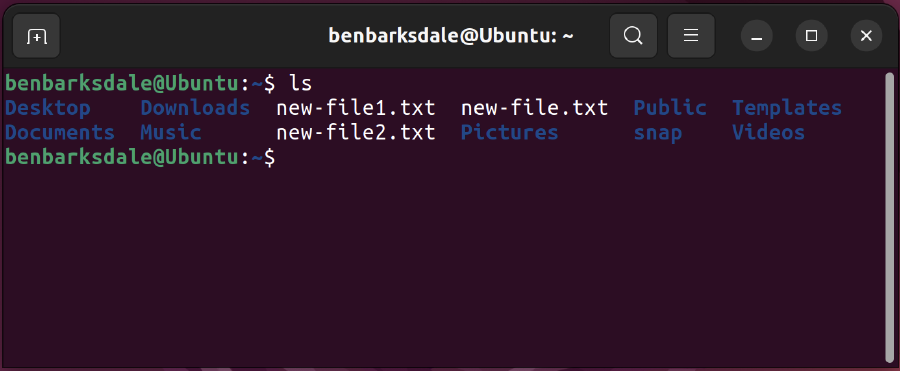 benbarksdale@Ubuntu: ~
benbarksdale@Ubuntu:~$ ls
Desktop Downloads new-file1.txt new-file.txt Public Templates
Documents Music new-file2.txt Pictures snap Videos
benbarksdale@Ubuntu:~$